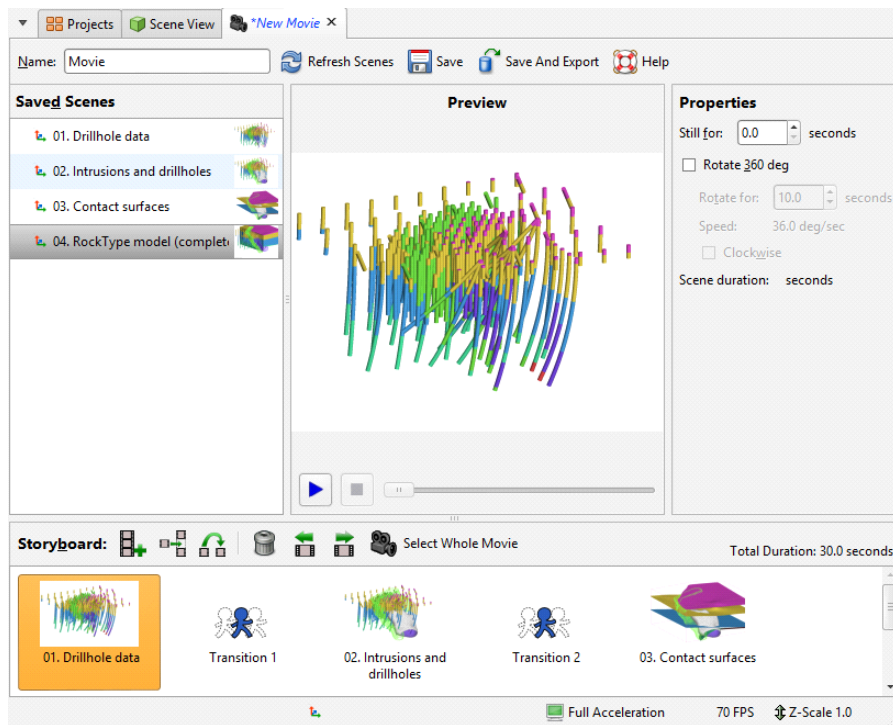 Projects
Scene View
*New Movie
Name: Movie
Refresh Scenes
Save
Save And Export
Help
Saved Scenes
01. Drillhole data
02. Intrusions and drillholes
03. Contact surfaces
04. RockType model (complet
Preview
Properties
Still for: 0.0 seconds
Rotate 360 deg
Rotate for: 10.0 seconds
Speed: 36.0 deg/sec
Clockwise
Scene duration: seconds
Storyboard:
Select Whole Movie
Total Duration: 30.0 seconds
01. Drillhole data
Transition 1
02. Intrusions and
drillholes
Transition 2
03. Contact surfaces
Full Acceleration
70 FPS
Z-Scale 1.0